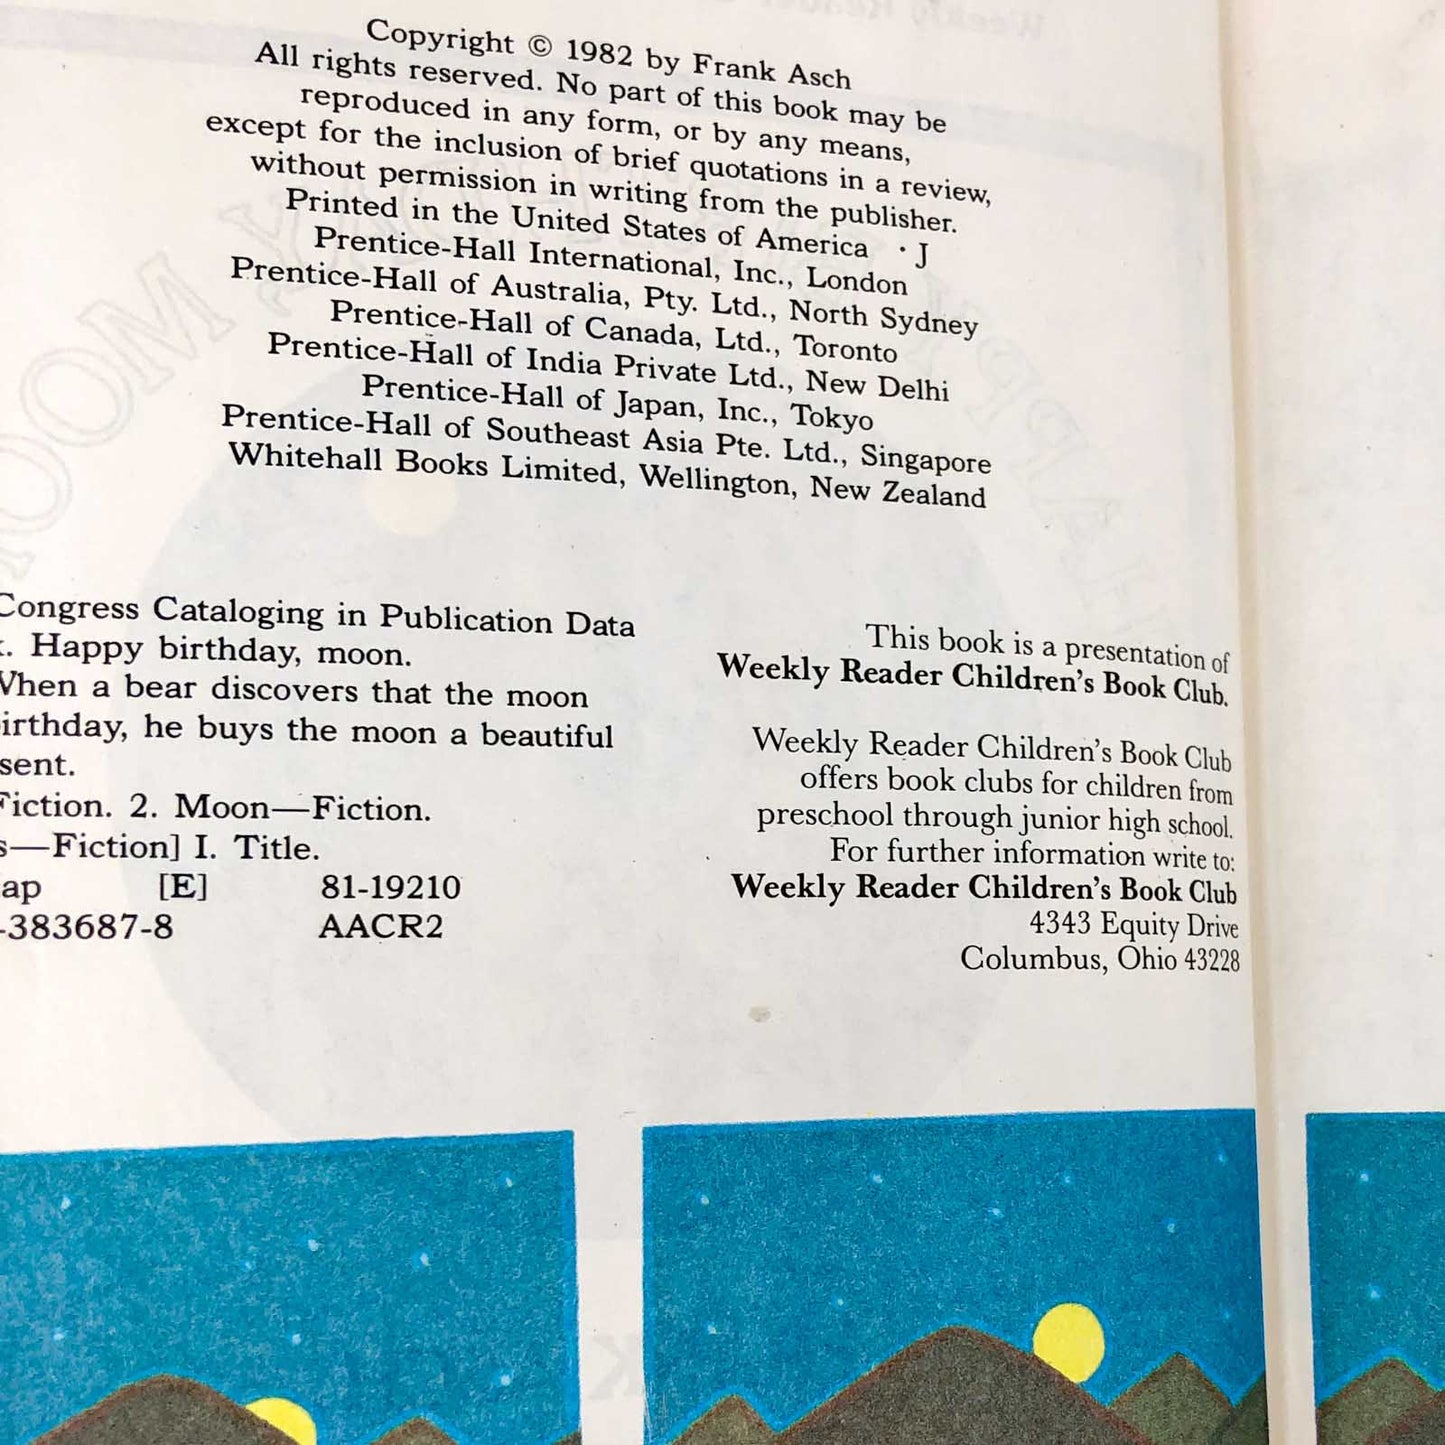 Copyright © 1982 by Frank Asch
All rights reserved. No part of this book may be
reproduced in any form, or by any means,
except for the inclusion of brief quotations in a review,
without permission in writing from the publisher.
Printed in the United States of America · J
Prentice-Hall International, Inc., London
Prentice-Hall of Australia, Pty. Ltd., North Sydney
Prentice-Hall of Canada, Ltd., Toronto
Prentice-Hall of India Private Ltd., New Delhi
Prentice-Hall of Japan, Inc., Tokyo
Prentice-Hall of Southeast Asia Pte. Ltd., Singapore
Whitehall Books Limited, Wellington, New Zealand
Congress Cataloging in Publication Data
. Happy birthday, moon.
When a bear discovers that the moon
irthday, he buys the moon a beautiful
sent.
Fiction. 2. Moon—Fiction.
s—Fiction] I. Title.
ap [E] 81-19210
-383687-8 AACR2
This book is a presentation of
Weekly Reader Children's Book Club.
Weekly Reader Children's Book Club
offers book clubs for children from
preschool through junior high school.
For further information write to:
Weekly Reader Children's Book Club
4343 Equity Drive
Columbus, Ohio 43228